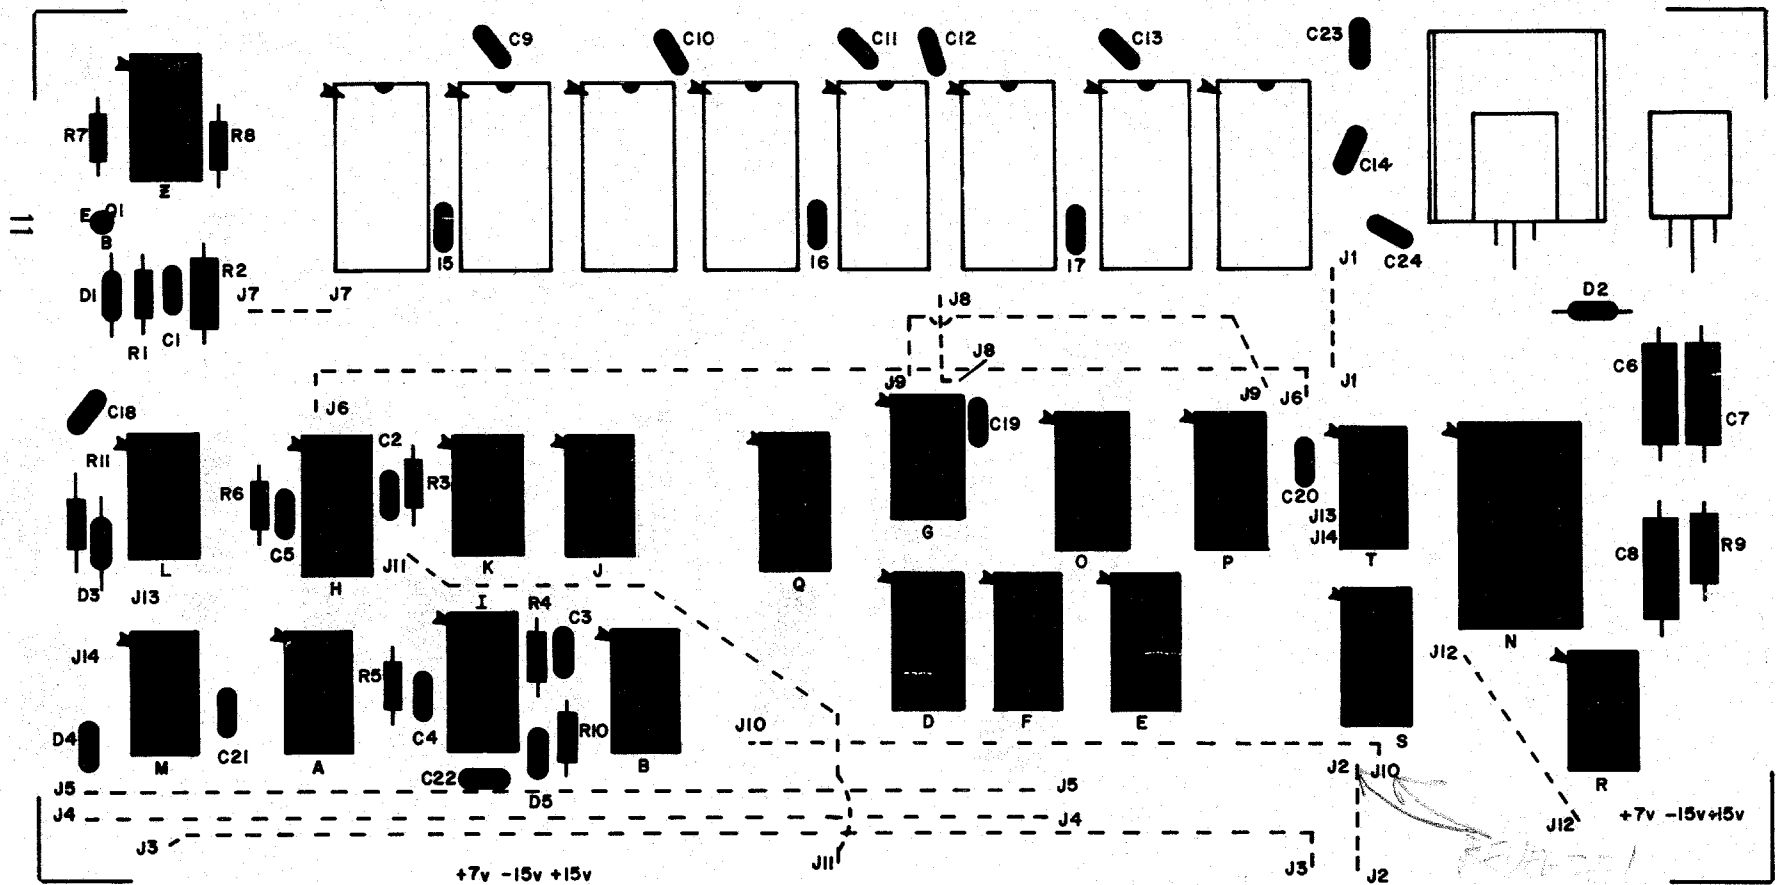 C9
C10
C11
C12
C13
C23
R7
R8
Z
C14
E
Q1
B
11
I5
I6
I7
C24
J1
D1
R2
J7
J7
R1
C1
J8
D2
J8
J9
J9
J6
J1
C6
C7
C18
J6
C2
C19
R11
R6
R3
C20
J13
J14
C5
J11
L
H
K
J
Q
G
O
P
T
C8
R9
D3
J13
I
R4
C3
N
J14
R5
J12
D4
C21
C4
R10
J10
D
F
E
S
M
A
C22
D5
B
J2
J10
R
J5
J5
J4
J4
J12
+7v -15v+15v
J3
J11
J3
J2
+7v -15v +15v